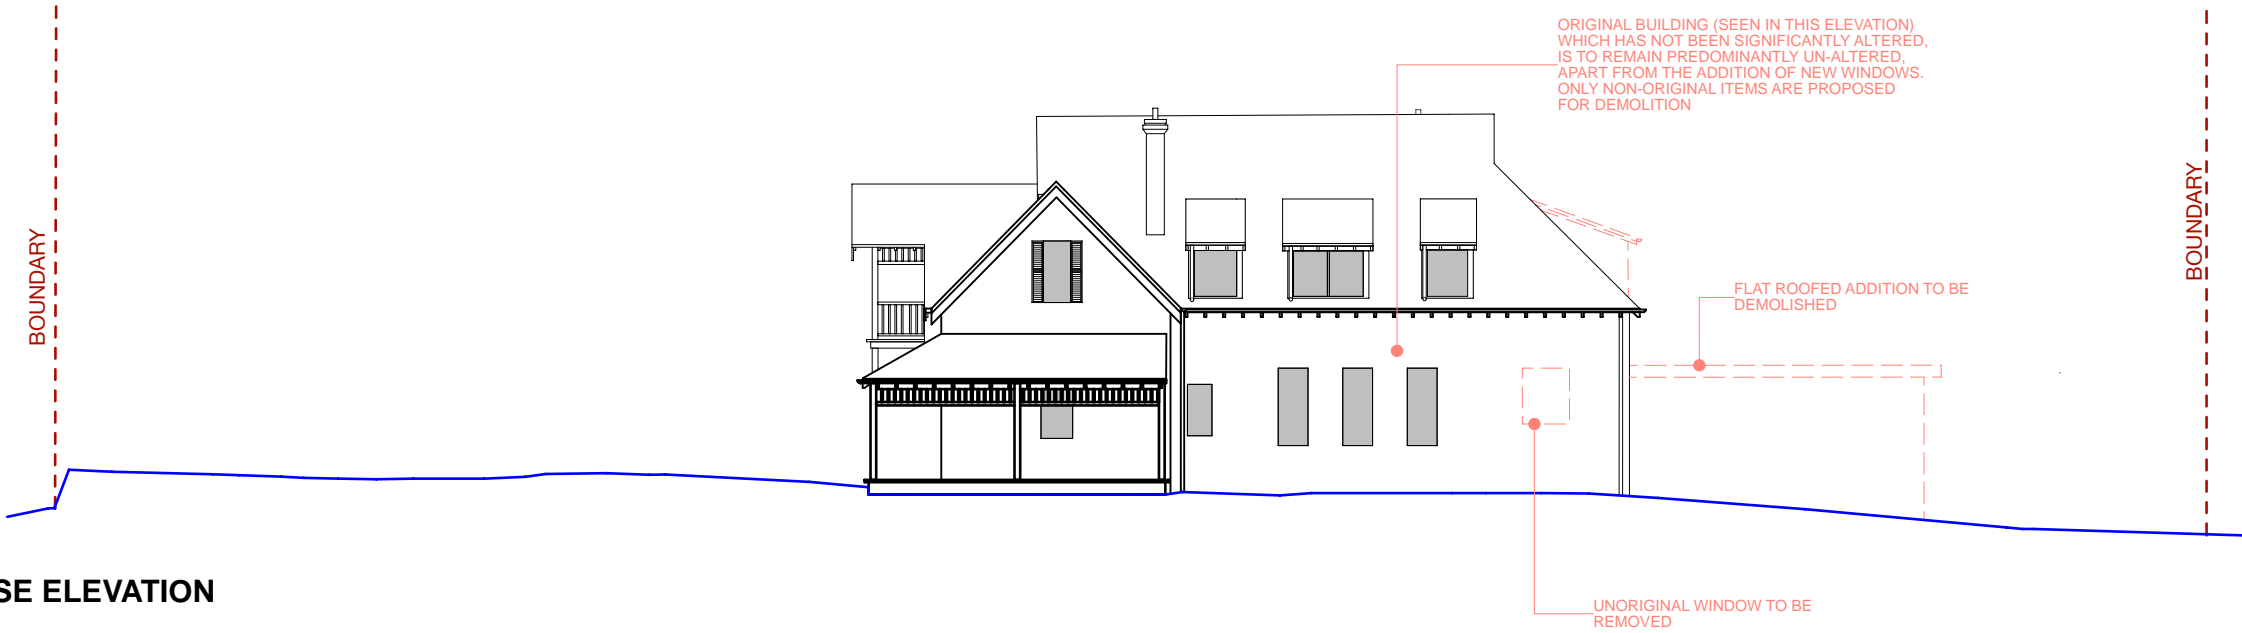 ORIGINAL BUILDING (SEEN IN THIS ELEVATION)
WHICH HAS NOT BEEN SIGNIFICANTLY ALTERED,
IS TO REMAIN PREDOMINANTLY UN-ALTERED,
APART FROM THE ADDITION OF NEW WINDOWS.
ONLY NON-ORIGINAL ITEMS ARE PROPOSED
FOR DEMOLITION
BOUNDARY
BOUNDARY
FLAT ROOFED ADDITION TO BE
DEMOLISHED
SE ELEVATION
UNORIGINAL WINDOW TO BE
REMOVED